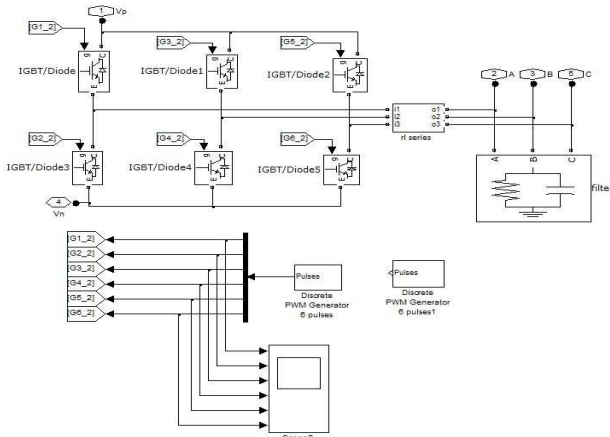 1 Vp
[G1_2]
[G3_2]
[G5_2]
g C
g C
g C
IGBT/Diode
IGBT/Diode1
IGBT/Diode2
E
E
E
2 A
3 B
5 C
i1 o1
i2 o2
i3 o3
rl series
[G2_2]
[G4_2]
[G6_2]
g C
g C
g C
IGBT/Diode3
IGBT/Diode4
IGBT/Diode5
E
E
E
A B C
filte
4
Vn
[G1_2]
[G2_2]
[G3_2]
[G4_2]
[G5_2]
[G6_2]
Pulses
Discrete
PWM Generator
6 pulses
Pulses
Discrete
PWM Generator
6 pulses1